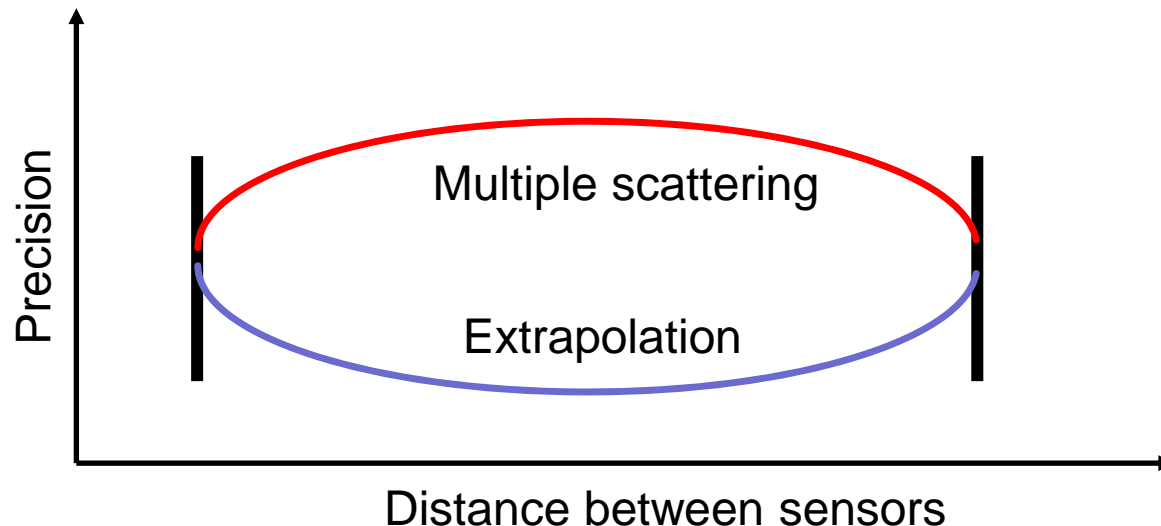 Precision
Multiple scattering
Extrapolation
Distance between sensors